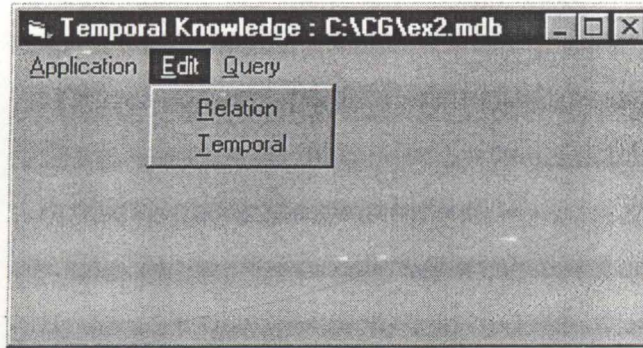 Temporal Knowledge : C:\CG\ex2.mdb
Application Edit Query
Relation
Temporal